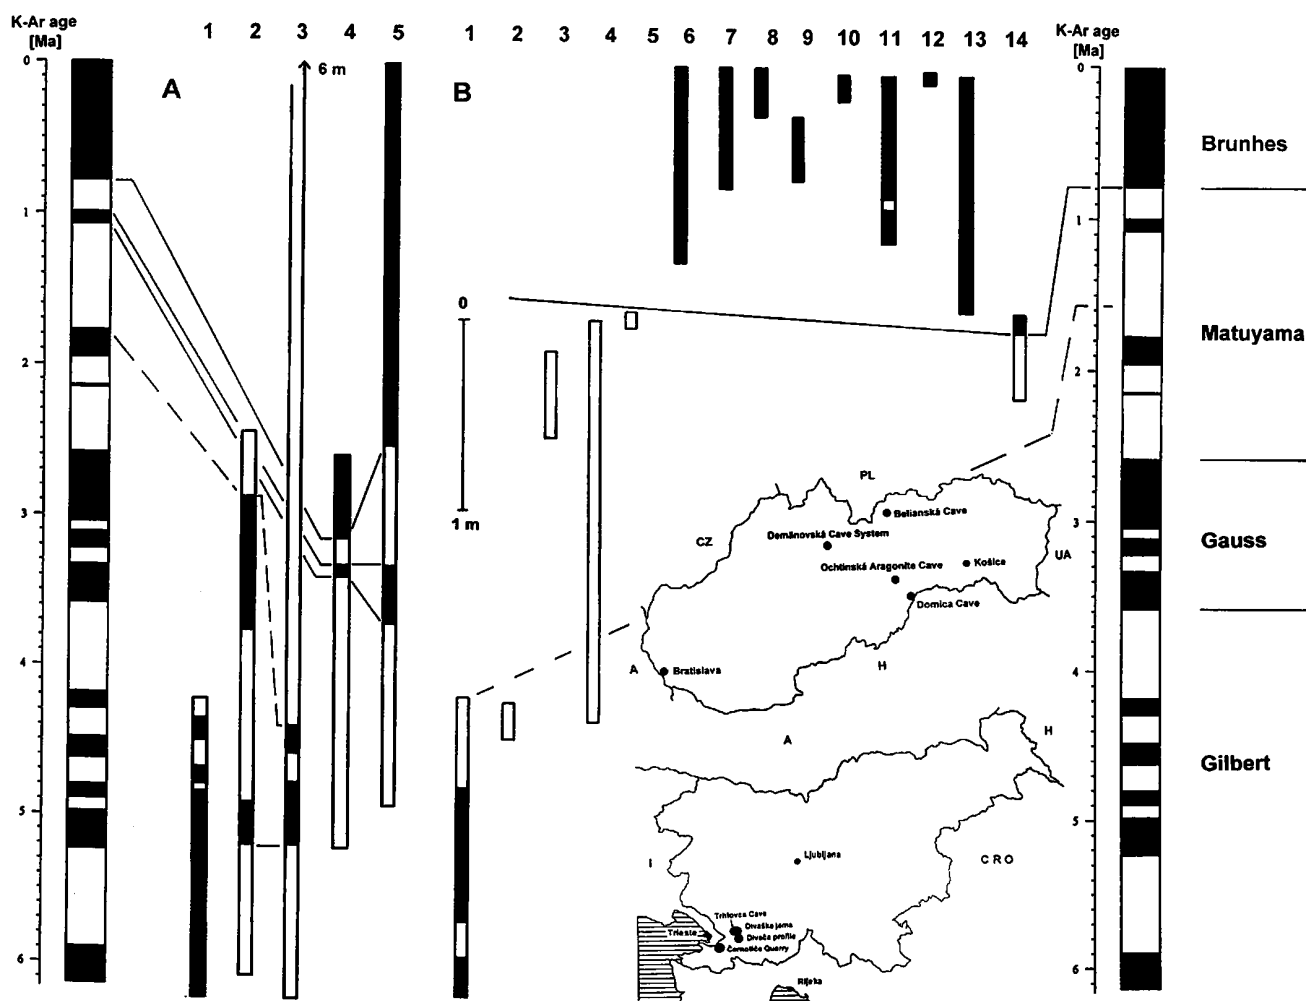 K-Ar age
[Ma]
1 2 3 4 5
1 2 3 4 5 6 7 8 9 10 11 12 13 14
K-Ar age
[Ma]
0
1
2
3
4
5
6
A
6 m
B
0
1 m
0
1
2
3
4
5
6
Brunhes
Matuyama
Gauss
Gilbert
PL
Belianská Cave
CZ
Demänovská Cave System
UA
Ochtinská Aragonite Cave
Košice
Domica Cave
A
Bratislava
H
A
H
I
Ljubljana
CRO
Trhlovca Cave
Divaška jama
Trieste
Divača profile
Černotiče Quarry
Rijeka